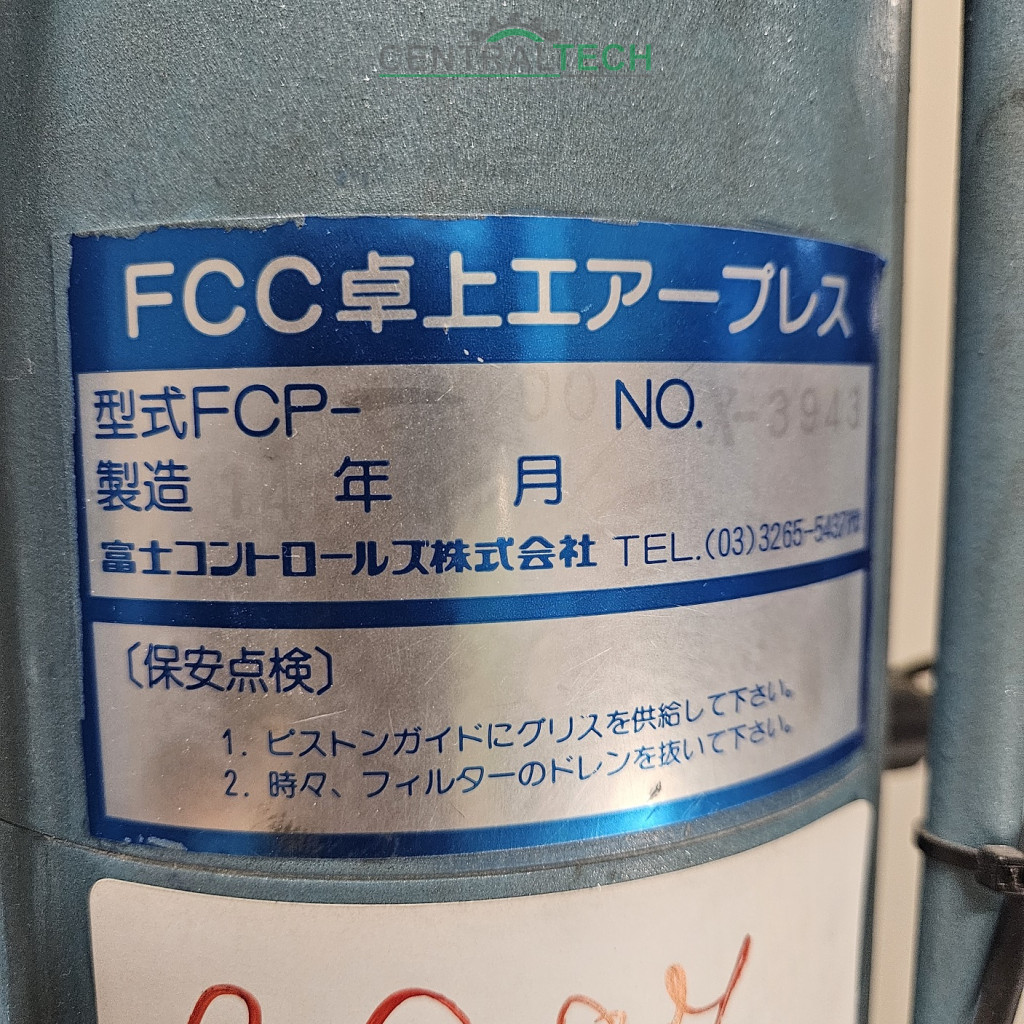 CENTRALTECH
FCC卓上エアープレス
型式FCP- 00 NO. X-3943
製造 年 月
富士コントロールズ株式会社 TEL.(03)3265-5437㈹
〔保安点検〕
1. ピストンガイドにグリスを供給して下さい。
2. 時々、フィルターのドレンを抜いて下さい。